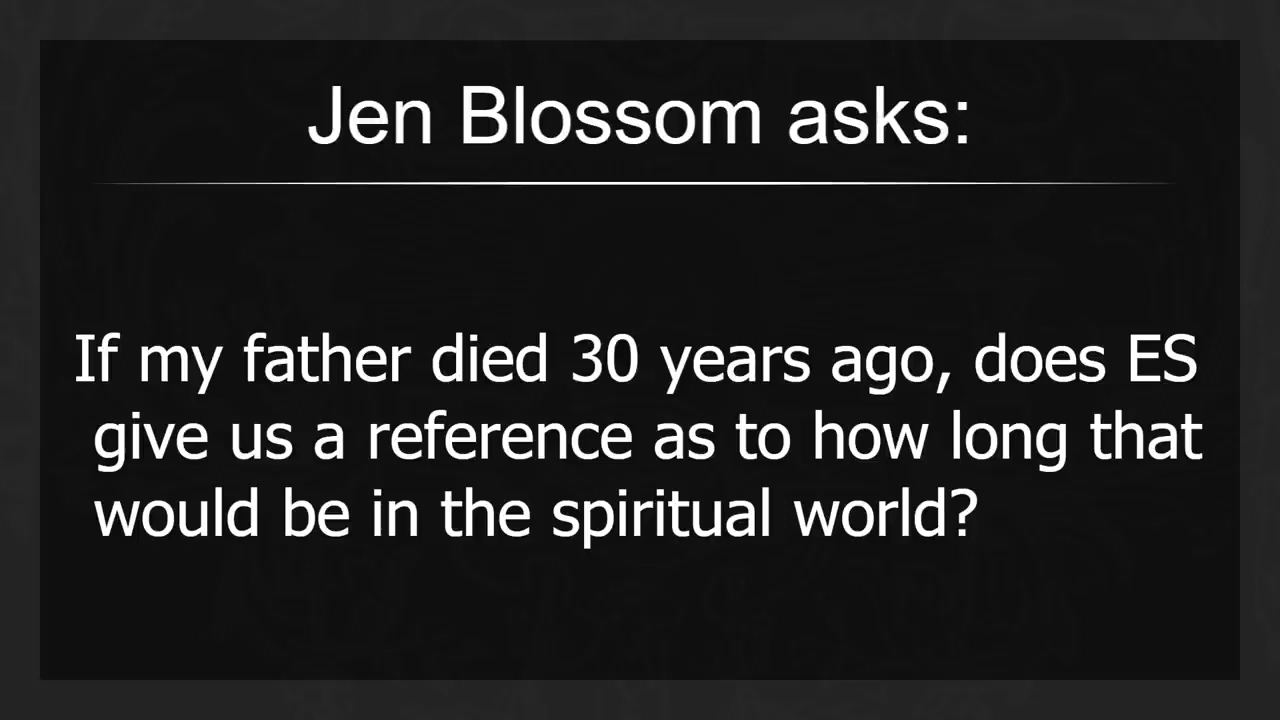 Jen Blossom asks:
If my father died 30 years ago, does ES
give us a reference as to how long that
would be in the spiritual world?